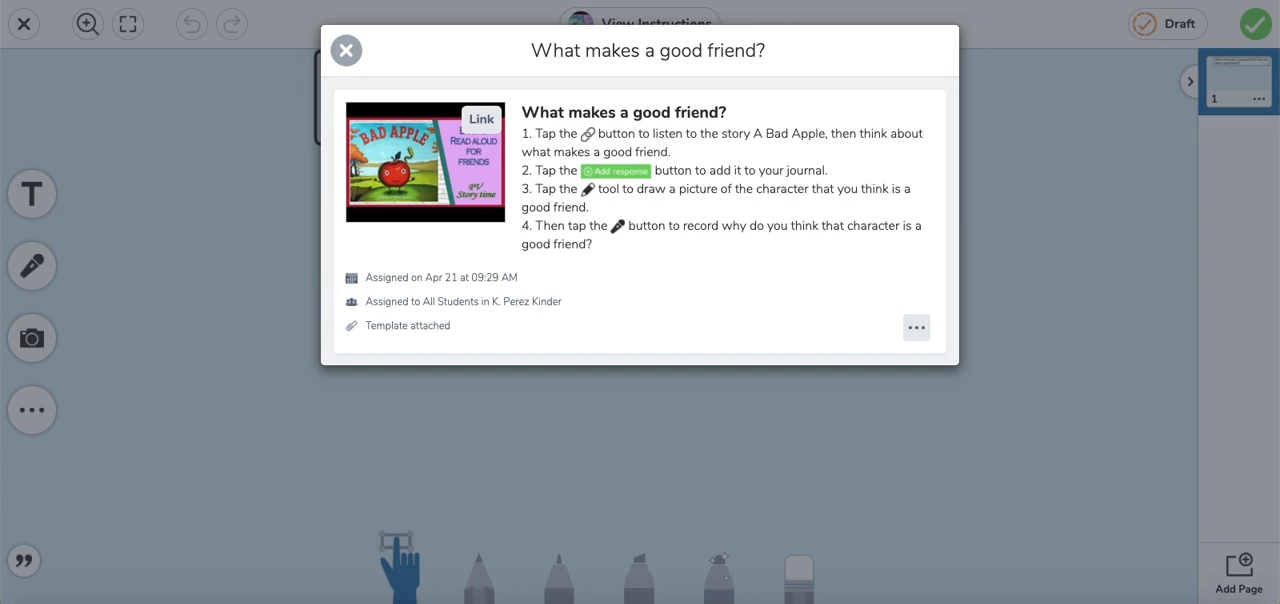 View Instructions
Draft
What makes a good friend?
Link
BAD APPLE
READ ALOUD
FOR
FRIENDS
PV
Story time
What makes a good friend?
1. Tap the button to listen to the story A Bad Apple, then think about
what makes a good friend.
2. Tap the Add response button to add it to your journal.
3. Tap the tool to draw a picture of the character that you think is a
good friend.
4. Then tap the button to record why do you think that character is a
good friend?
Assigned on Apr 21 at 09:29 AM
Assigned to All Students in K. Perez Kinder
Template attached
T
1
Add Page